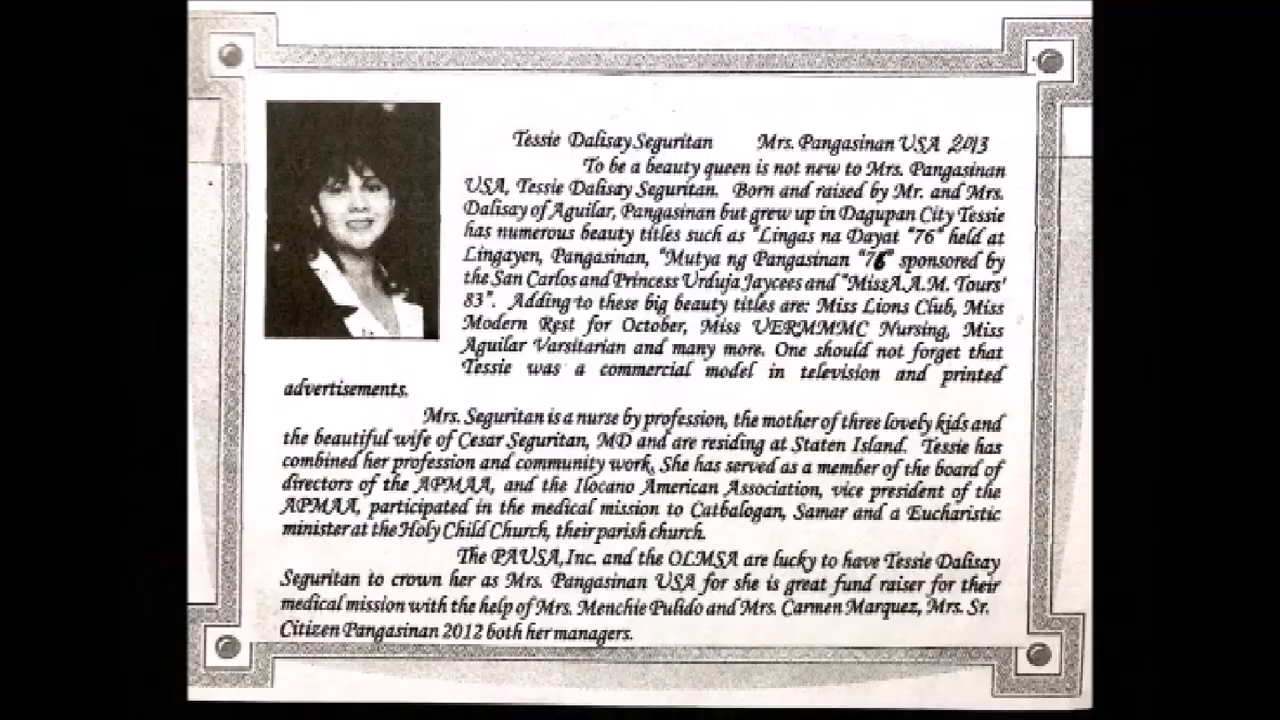 Tessie Dalisay Seguritan Mrs. Pangasinan USA 2013
To be a beauty queen is not new to Mrs. Pangasinan
USA, Tessie Dalisay Seguritan. Born and raised by Mr. and Mrs.
Dalisay of Aguilar, Pangasinan but grew up in Dagupan City Tessie
has numerous beauty titles such as "Lingas na Dayat "76" held at
Lingayen, Pangasinan, "Mutya ng Pangasinan "76" sponsored by
the San Carlos and Princess Urduja Jaycees and "Miss A.A.M. Tours'
83". Adding to these big beauty titles are: Miss Lions Club, Miss
Modern Rest for October, Miss UERMMMC Nursing, Miss
Aguilar Varsitarian and many more. One should not forget that
Tessie was a commercial model in television and printed
advertisements.
Mrs. Seguritan is a nurse by profession, the mother of three lovely kids and
the beautiful wife of Cesar Seguritan, MD and are residing at Staten Island. Tessie has
combined her profession and community work. She has served as a member of the board of
directors of the APMAA, and the Ilocano American Association, vice president of the
APMAA, participated in the medical mission to Catbalogan, Samar and a Eucharistic
minister at the Holy Child Church, their parish church.
The PAUSA,Inc. and the OLMSA are lucky to have Tessie Dalisay
Seguritan to crown her as Mrs. Pangasinan USA for she is great fund raiser for their
medical mission with the help of Mrs. Menchie Pulido and Mrs. Carmen Marquez, Mrs. Sr.
Citizen Pangasinan 2012 both her managers.